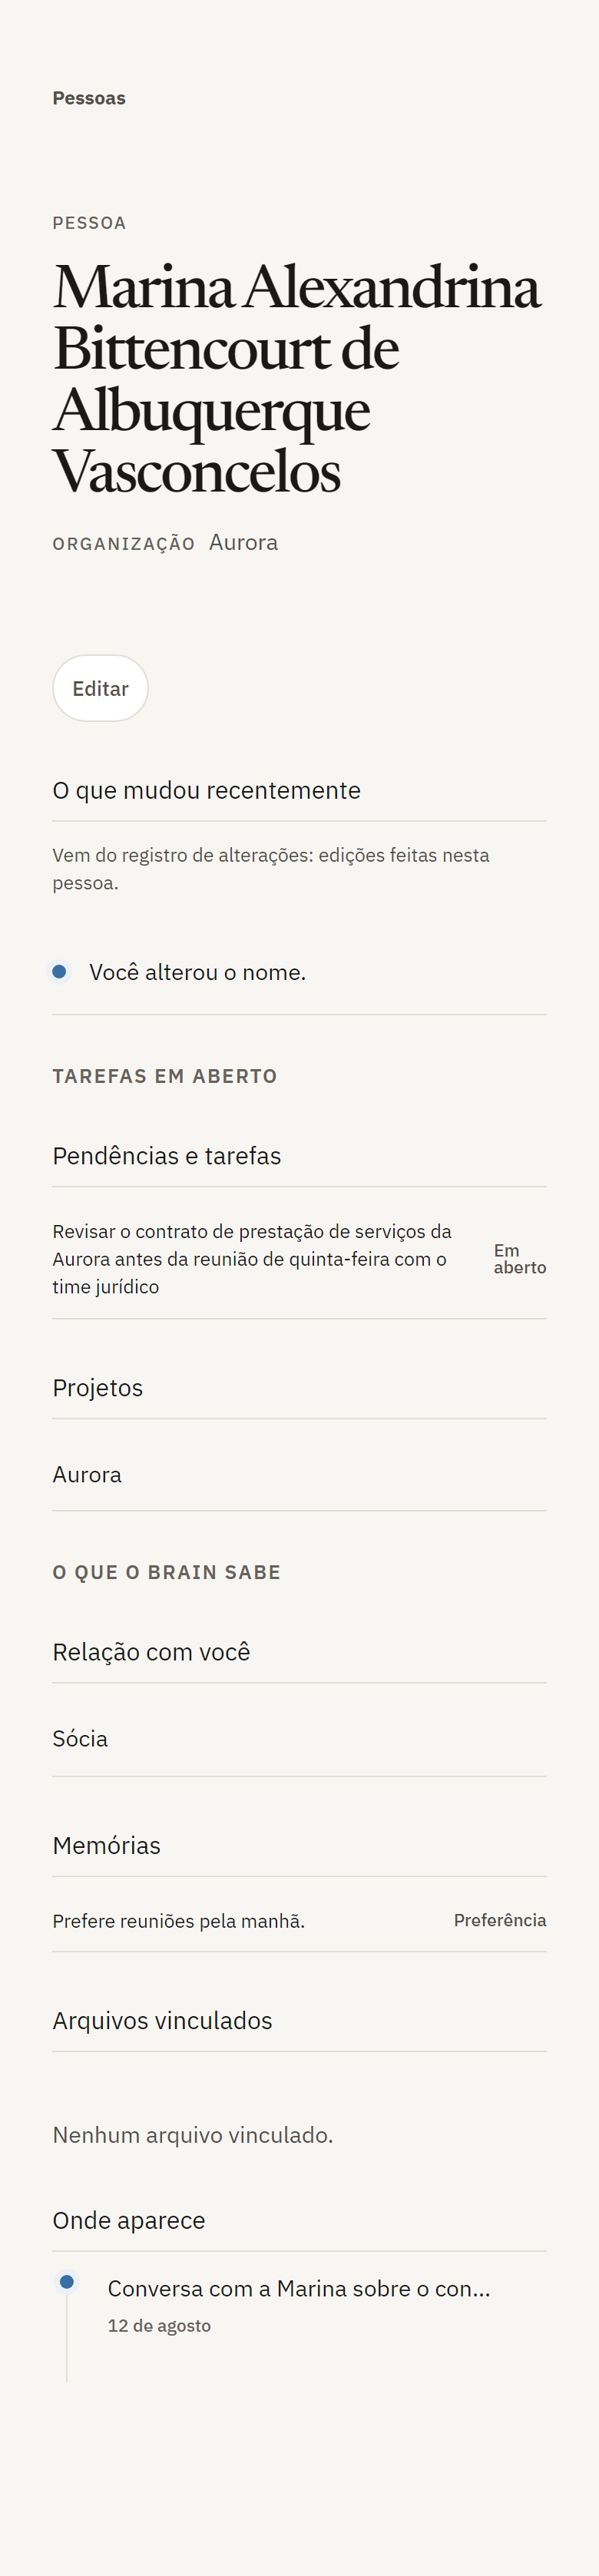 Pessoas
PESSOA
Marina Alexandrina
Bittencourt de
Albuquerque
Vasconcelos
ORGANIZAÇÃO Aurora
Editar
O que mudou recentemente
Vem do registro de alterações: edições feitas nesta
pessoa.
Você alterou o nome.
TAREFAS EM ABERTO
Pendências e tarefas
Revisar o contrato de prestação de serviços da
Aurora antes da reunião de quinta-feira com o
time jurídico
Em
aberto
Projetos
Aurora
O QUE O BRAIN SABE
Relação com você
Sócia
Memórias
Prefere reuniões pela manhã. Preferência
Arquivos vinculados
Nenhum arquivo vinculado.
Onde aparece
Conversa com a Marina sobre o con...
12 de agosto